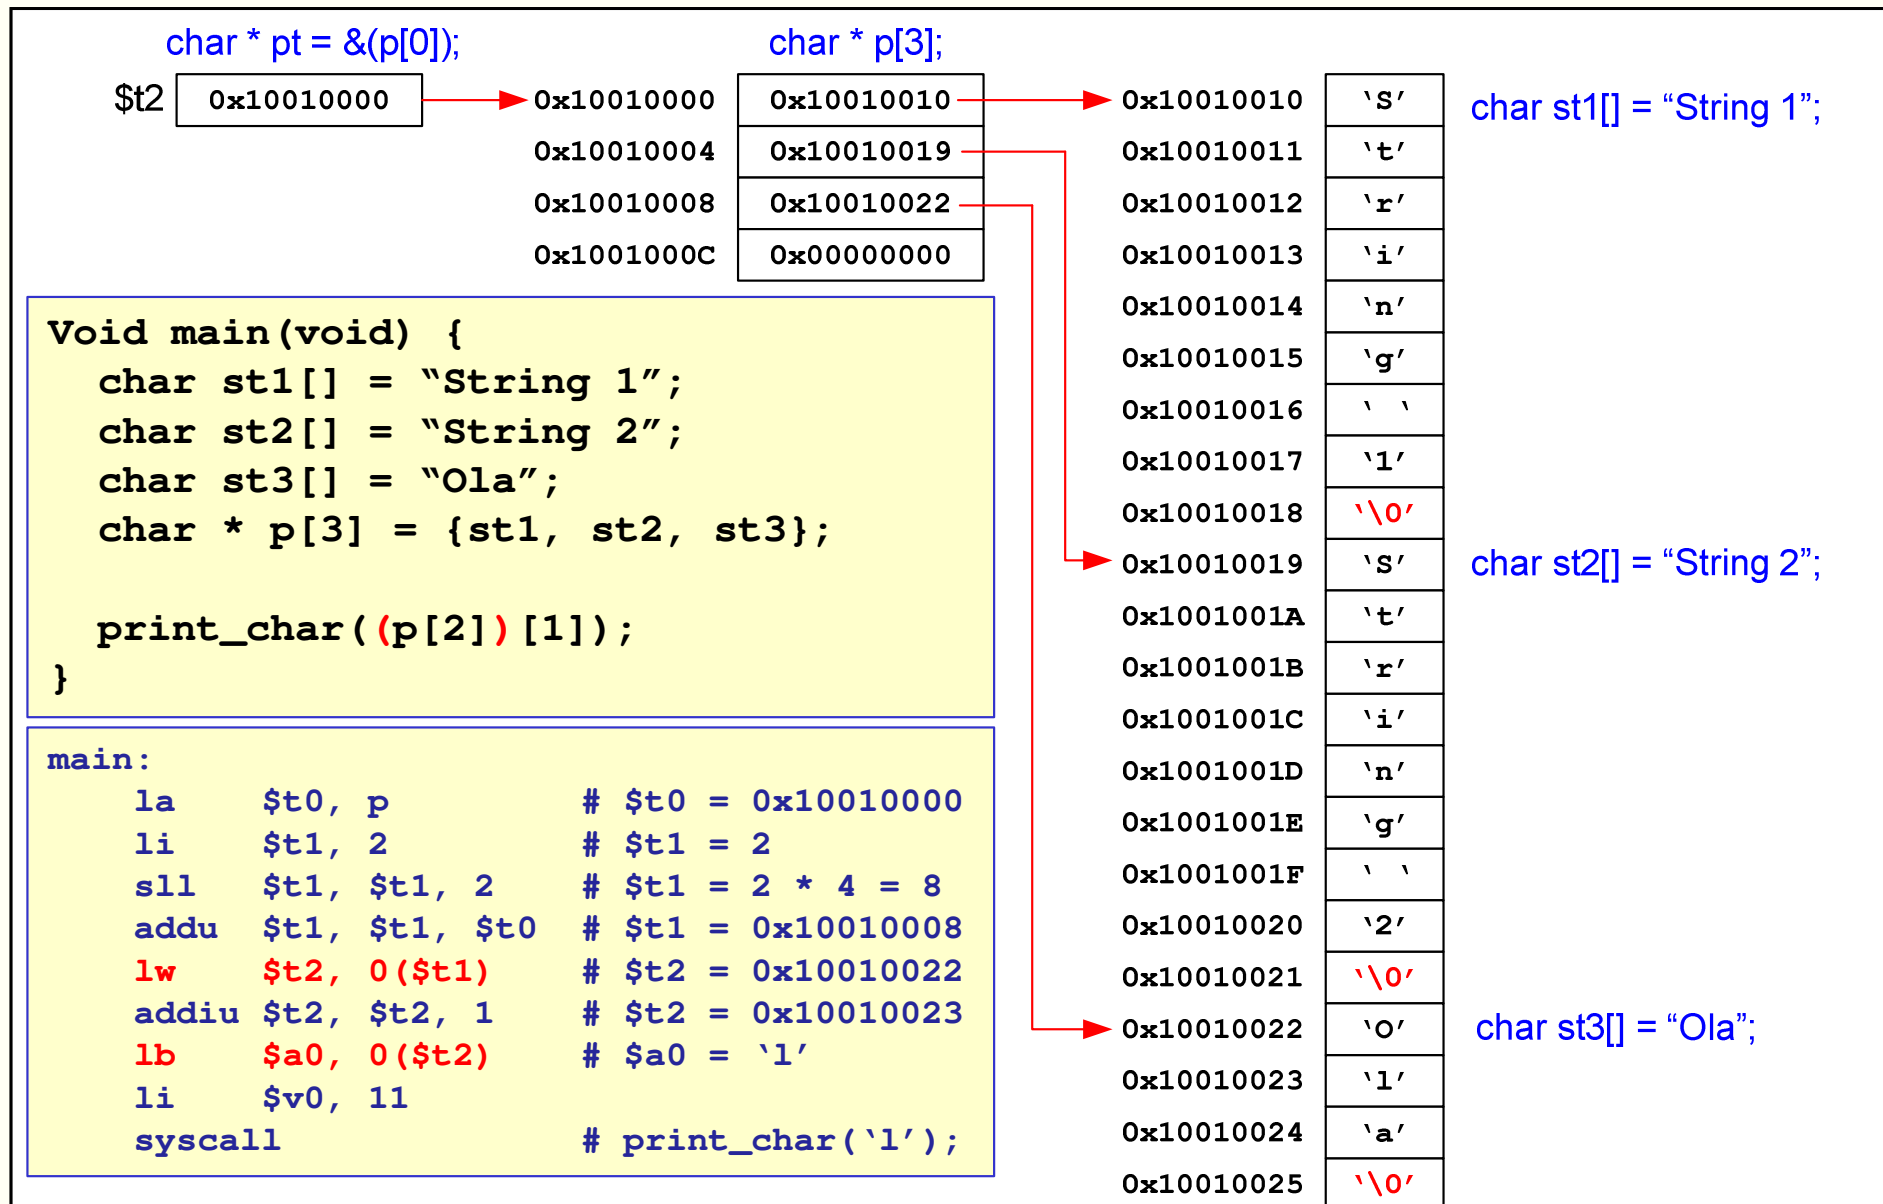 char * pt = &(p[0]);
char * p[3];
$t2 0x10010000
0x10010000 0x10010010
0x10010004 0x10010019
0x10010008 0x10010022
0x1001000C 0x00000000
Void main(void) {
char st1[] = “String 1”;
char st2[] = “String 2”;
char st3[] = “Ola”;
char * p[3] = {st1, st2, st3};
print_char((p[2])[1]);
}
main:
la $t0, p # $t0 = 0x10010000
li $t1, 2 # $t1 = 2
sll $t1, $t1, 2 # $t1 = 2 * 4 = 8
addu $t1, $t1, $t0 # $t1 = 0x10010008
lw $t2, 0($t1) # $t2 = 0x10010022
addiu $t2, $t2, 1 # $t2 = 0x10010023
lb $a0, 0($t2) # $a0 = ‘l’
li $v0, 11
syscall # print_char(‘l’);
0x10010010 ‘S’ char st1[] = “String 1”;
0x10010011 ‘t’
0x10010012 ‘r’
0x10010013 ‘i’
0x10010014 ‘n’
0x10010015 ‘g’
0x10010016 ‘ ‘
0x10010017 ‘1’
0x10010018 ‘\0’
0x10010019 ‘S’ char st2[] = “String 2”;
0x1001001A ‘t’
0x1001001B ‘r’
0x1001001C ‘i’
0x1001001D ‘n’
0x1001001E ‘g’
0x1001001F ‘ ‘
0x10010020 ‘2’
0x10010021 ‘\0’
0x10010022 ‘O’ char st3[] = “Ola”;
0x10010023 ‘l’
0x10010024 ‘a’
0x10010025 ‘\0’